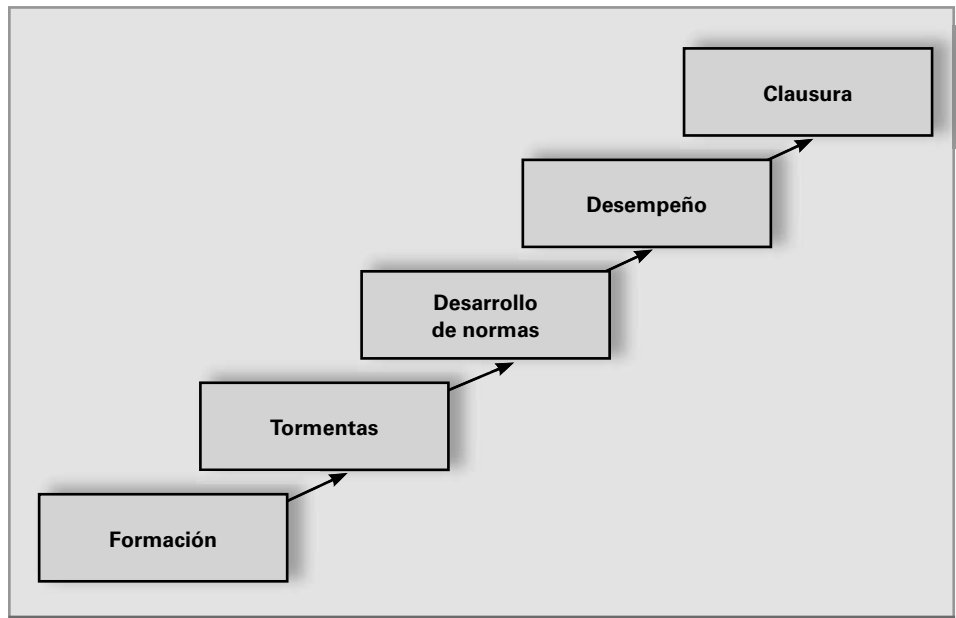 Clausura
Desempeño
Desarrollo
de normas
Tormentas
Formación